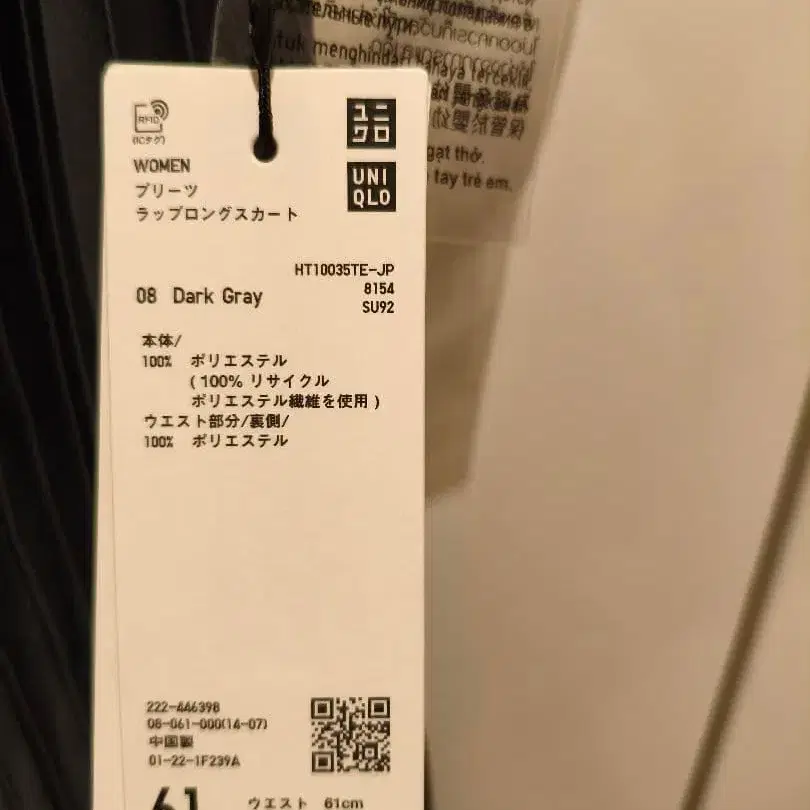 RFID
(ICタグ)
ユニ
クロ
UNI
QLO
WOMEN
プリーツ
ラップロングスカート
HT10035TE-JP
08 Dark Gray
8154
SU92
本体/
100% ポリエステル
( 100% リサイクル
ポリエステル繊維を使用 )
ウエスト部分/裏側/
100% ポリエステル
222-446398
08-061-000(14-07)
中国製
01-22-1F239A
61
ウエスト 61cm
menghindari bahaya
gạt thở.
tay trẻ em.